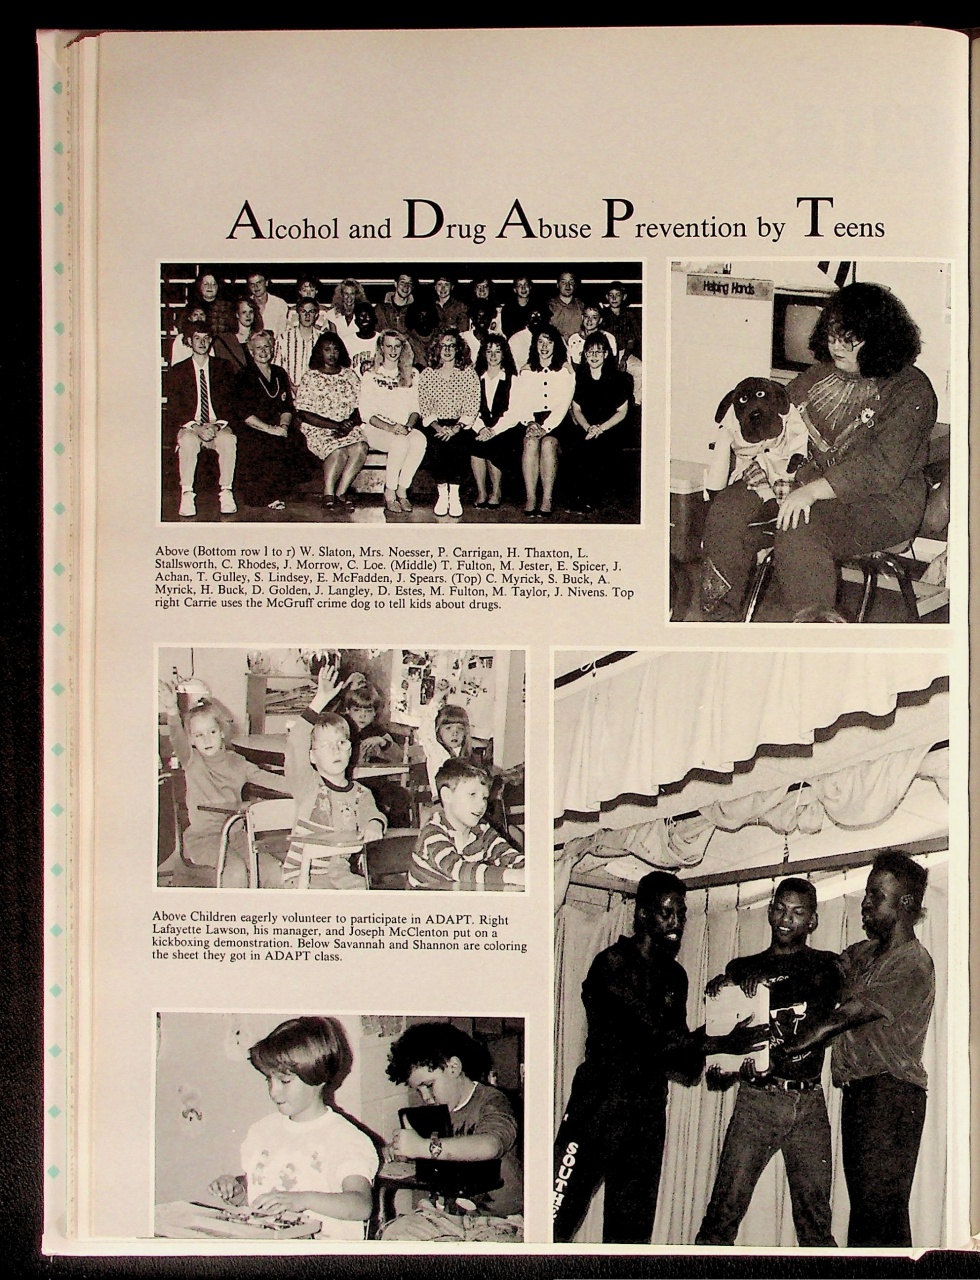 Alcohol and Drug Abuse Prevention by Teens
Helping Hands
Above (Bottom row l to r) W. Slaton, Mrs. Noesser, P. Carrigan, H. Thaxton, L.
Stallsworth, C. Rhodes, J. Morrow, C. Loe. (Middle) T. Fulton, M. Jester, E. Spicer, J.
Achan, T. Gulley, S. Lindsey, E. McFadden, J. Spears. (Top) C. Myrick, S. Buck, A.
Myrick, H. Buck, D. Golden, J. Langley, D. Estes, M. Fulton, M. Taylor, J. Nivens. Top
right Carrie uses the McGruff crime dog to tell kids about drugs.
Above Children eagerly volunteer to participate in ADAPT. Right
Lafayette Lawson, his manager, and Joseph McClenton put on a
kickboxing demonstration. Below Savannah and Shannon are coloring
the sheet they got in ADAPT class.